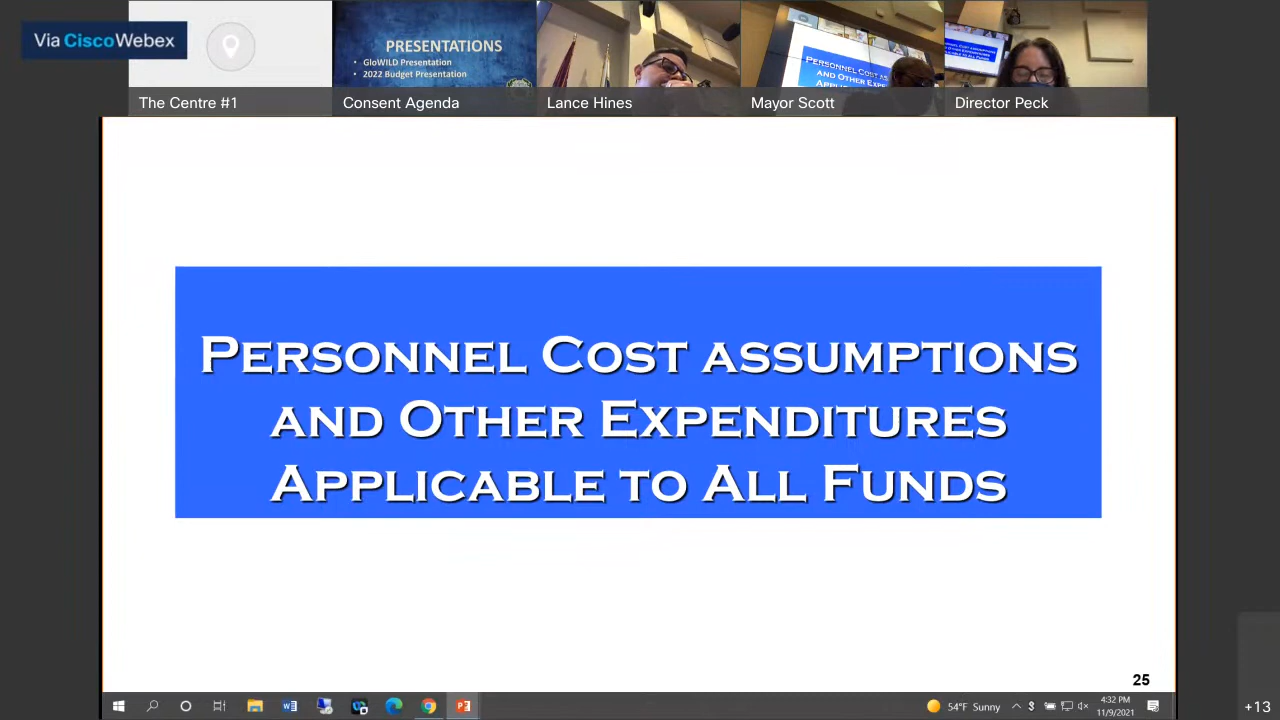 Via CiscoWebex
PRESENTATIONS
• GloWILD Presentation
• 2022 Budget Presentation
The Centre #1
Consent Agenda
Lance Hines
Mayor Scott
Director Peck
PERSONNEL COST ASSUMPTIONS
AND OTHER EXPENDITURES
APPLICABLE TO ALL FUNDS
25
54°F Sunny
4:32 PM
11/9/2021
+13